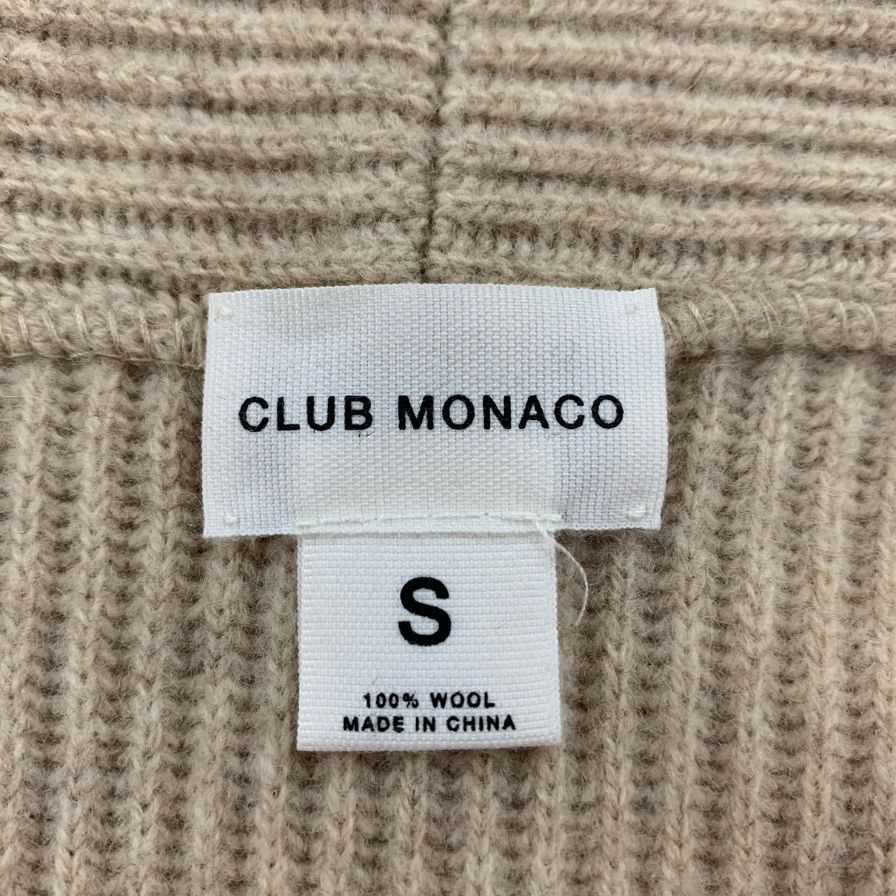 CLUB MONACO
S
100% WOOL
MADE IN CHINA